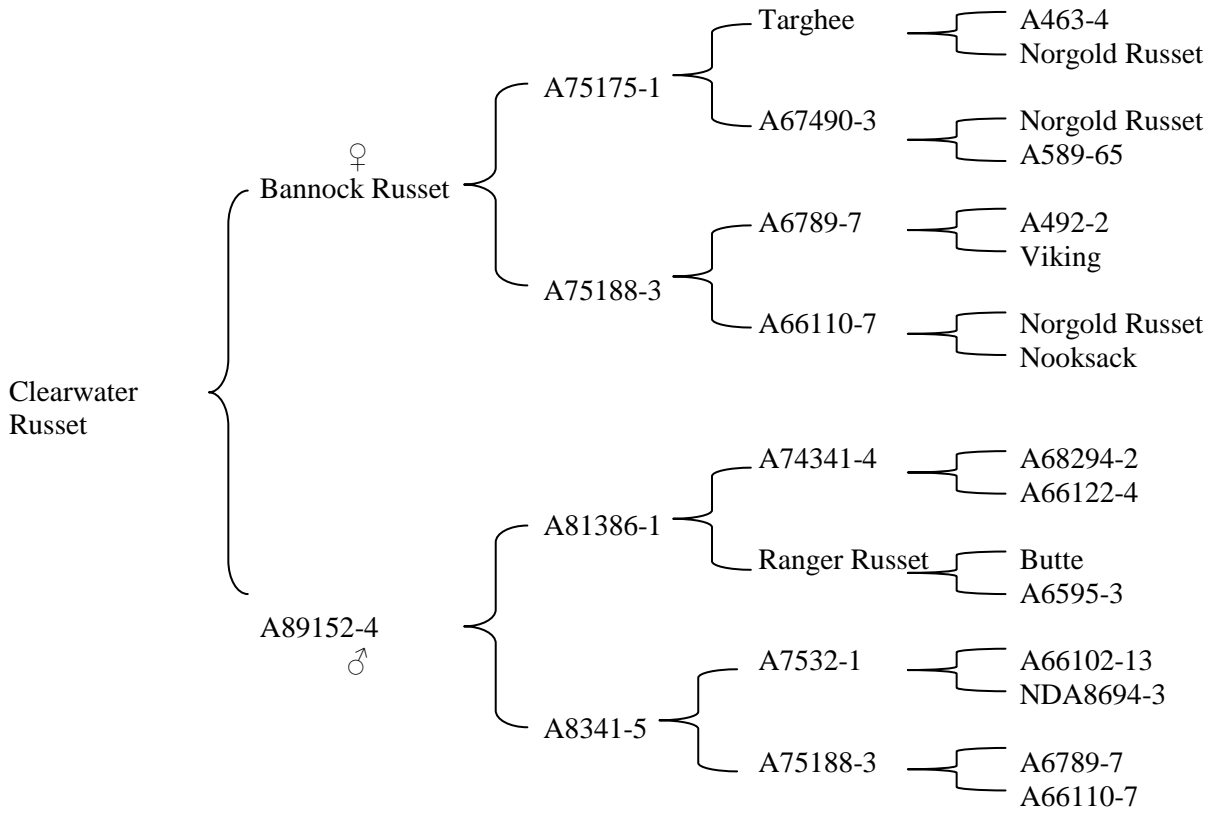 Clearwater
Russet
♀
Bannock Russet
A89152-4
♂
A75175-1
A75188-3
A81386-1
A8341-5
Targhee
A67490-3
A6789-7
A66110-7
A74341-4
Ranger Russet
A7532-1
A75188-3
A463-4
Norgold Russet
Norgold Russet
A589-65
A492-2
Viking
Norgold Russet
Nooksack
A68294-2
A66122-4
Butte
A6595-3
A66102-13
NDA8694-3
A6789-7
A66110-7